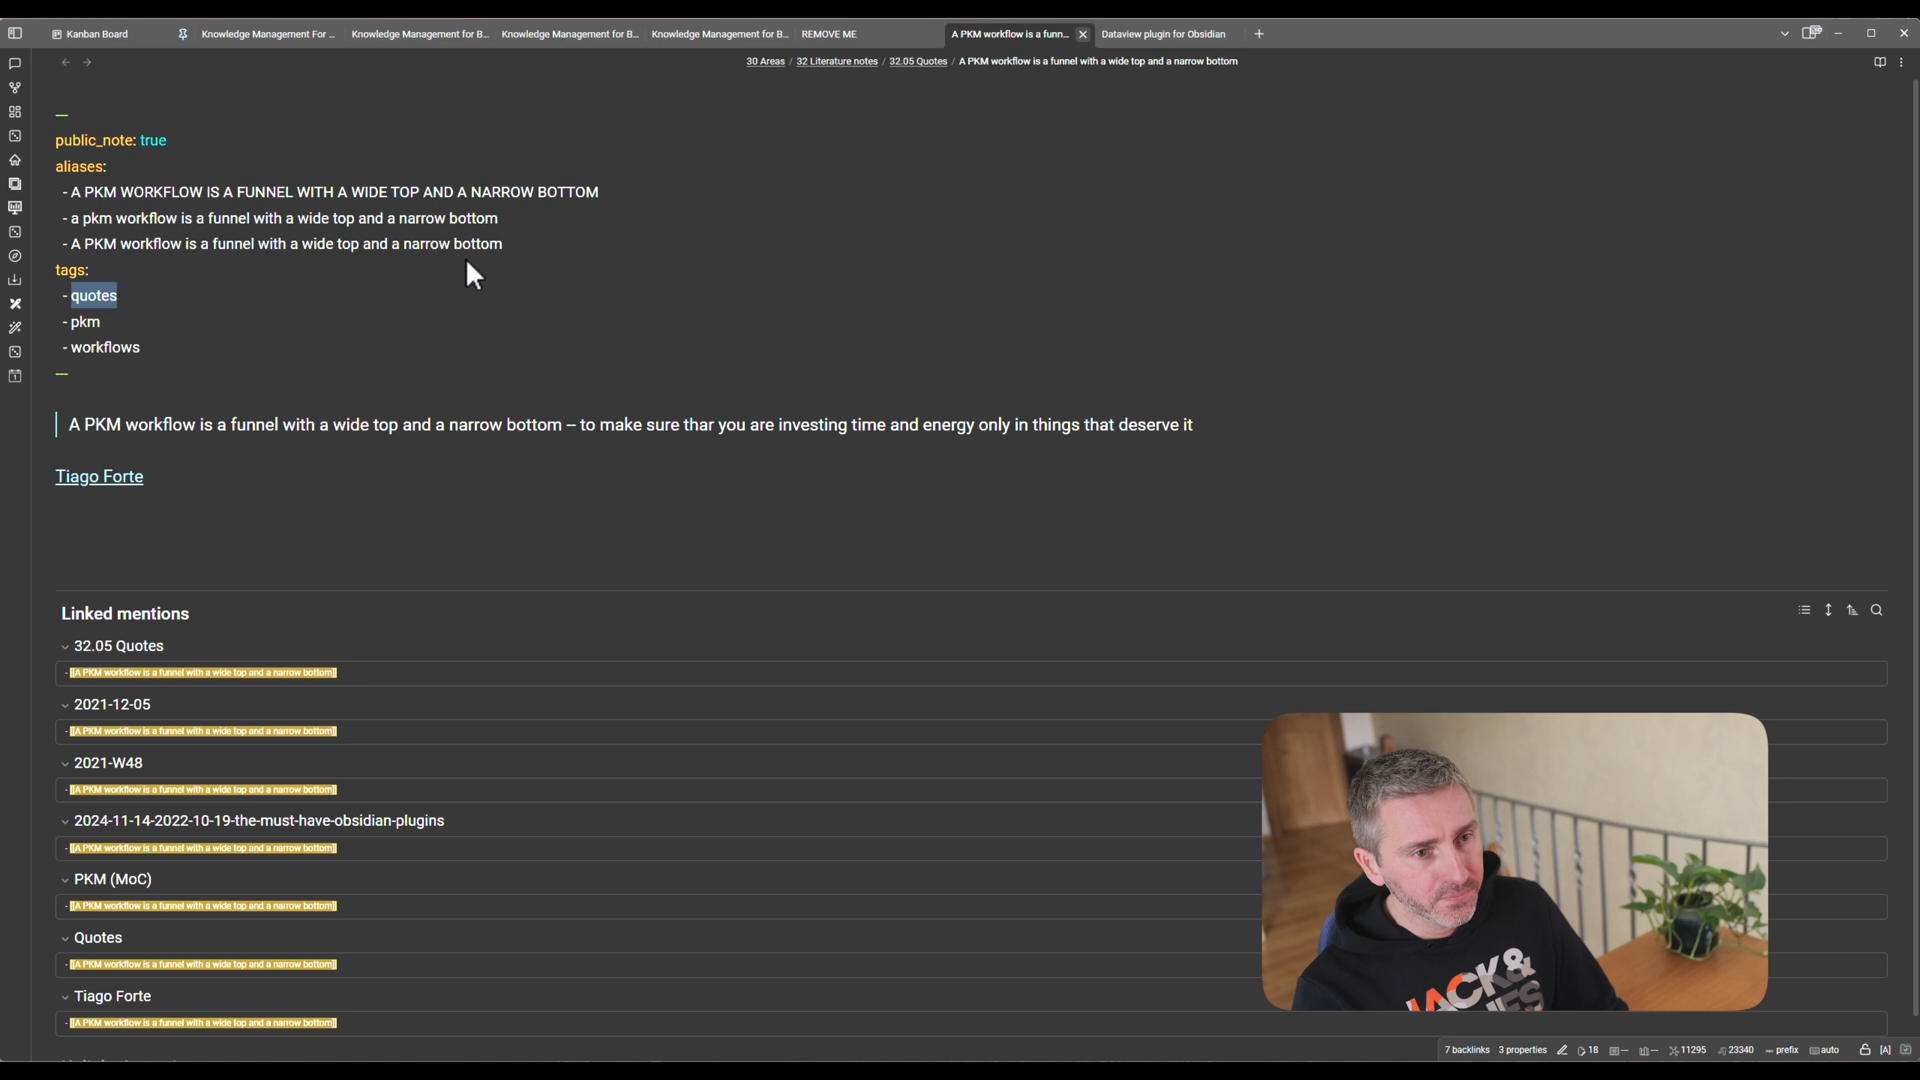 Kanban Board
Knowledge Management For ...
Knowledge Management for B...
Knowledge Management for B...
Knowledge Management for B...
REMOVE ME
A PKM workflow is a funn...
Dataview plugin for Obsidian
30 Areas / 32 Literature notes / 32.05 Quotes / A PKM workflow is a funnel with a wide top and a narrow bottom
---
public_note: true
aliases:
- A PKM WORKFLOW IS A FUNNEL WITH A WIDE TOP AND A NARROW BOTTOM
- a pkm workflow is a funnel with a wide top and a narrow bottom
- A PKM workflow is a funnel with a wide top and a narrow bottom
tags:
- quotes
- pkm
- workflows
---
A PKM workflow is a funnel with a wide top and a narrow bottom – to make sure thar you are investing time and energy only in things that deserve it
Tiago Forte
Linked mentions
32.05 Quotes
- [[A PKM workflow is a funnel with a wide top and a narrow bottom]]
2021-12-05
- [[A PKM workflow is a funnel with a wide top and a narrow bottom]]
2021-W48
- [[A PKM workflow is a funnel with a wide top and a narrow bottom]]
2024-11-14-2022-10-19-the-must-have-obsidian-plugins
- [[A PKM workflow is a funnel with a wide top and a narrow bottom]]
PKM (MoC)
- [[A PKM workflow is a funnel with a wide top and a narrow bottom]]
Quotes
- [[A PKM workflow is a funnel with a wide top and a narrow bottom]]
Tiago Forte
- [[A PKM workflow is a funnel with a wide top and a narrow bottom]]
JACK&
7 backlinks 3 properties 18 11295 23340 prefix auto [A]